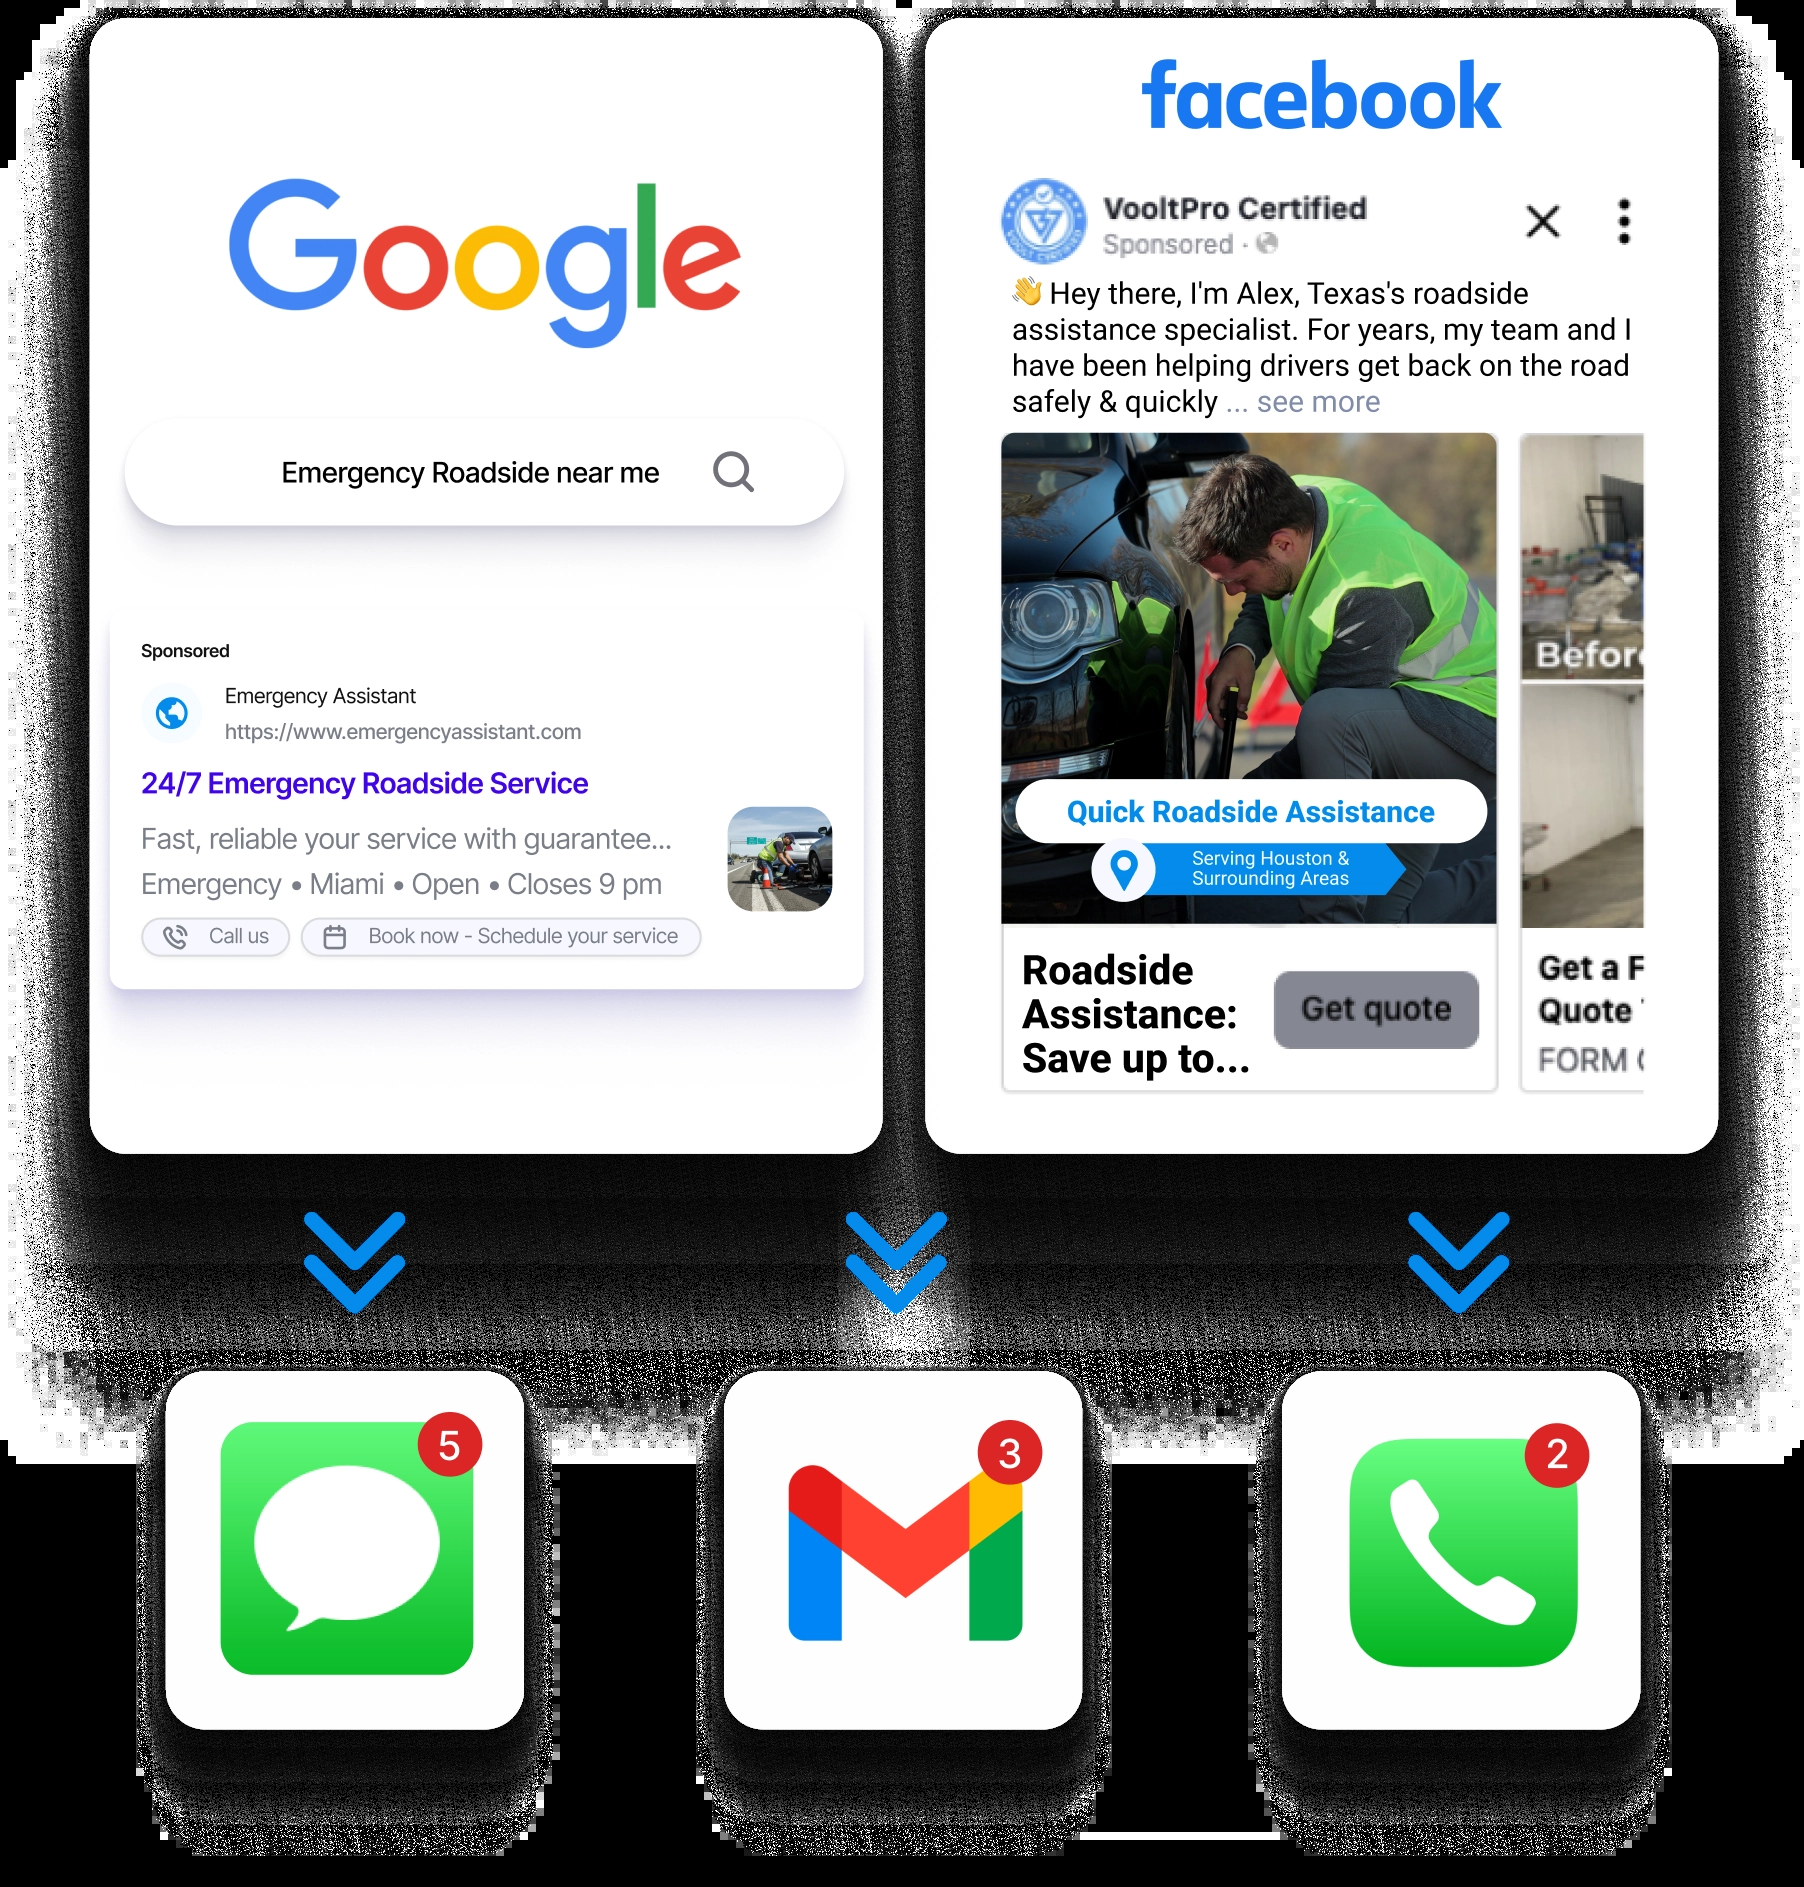 Google
Emergency Roadside near me
Sponsored
Emergency Assistant
https://www.emergencyassistant.com
24/7 Emergency Roadside Service
Fast, reliable your service with guarantee...
Emergency • Miami • Open • Closes 9 pm
Call us
Book now - Schedule your service
facebook
VooltPro Certified
Sponsored ·
👋 Hey there, I'm Alex, Texas's roadside
assistance specialist. For years, my team and I
have been helping drivers get back on the road
safely & quickly ... see more
Quick Roadside Assistance
Serving Houston &
Surrounding Areas
Roadside
Assistance:
Save up to...
Get quote
Befor
Get a F
Quote
FORM
5
3
2